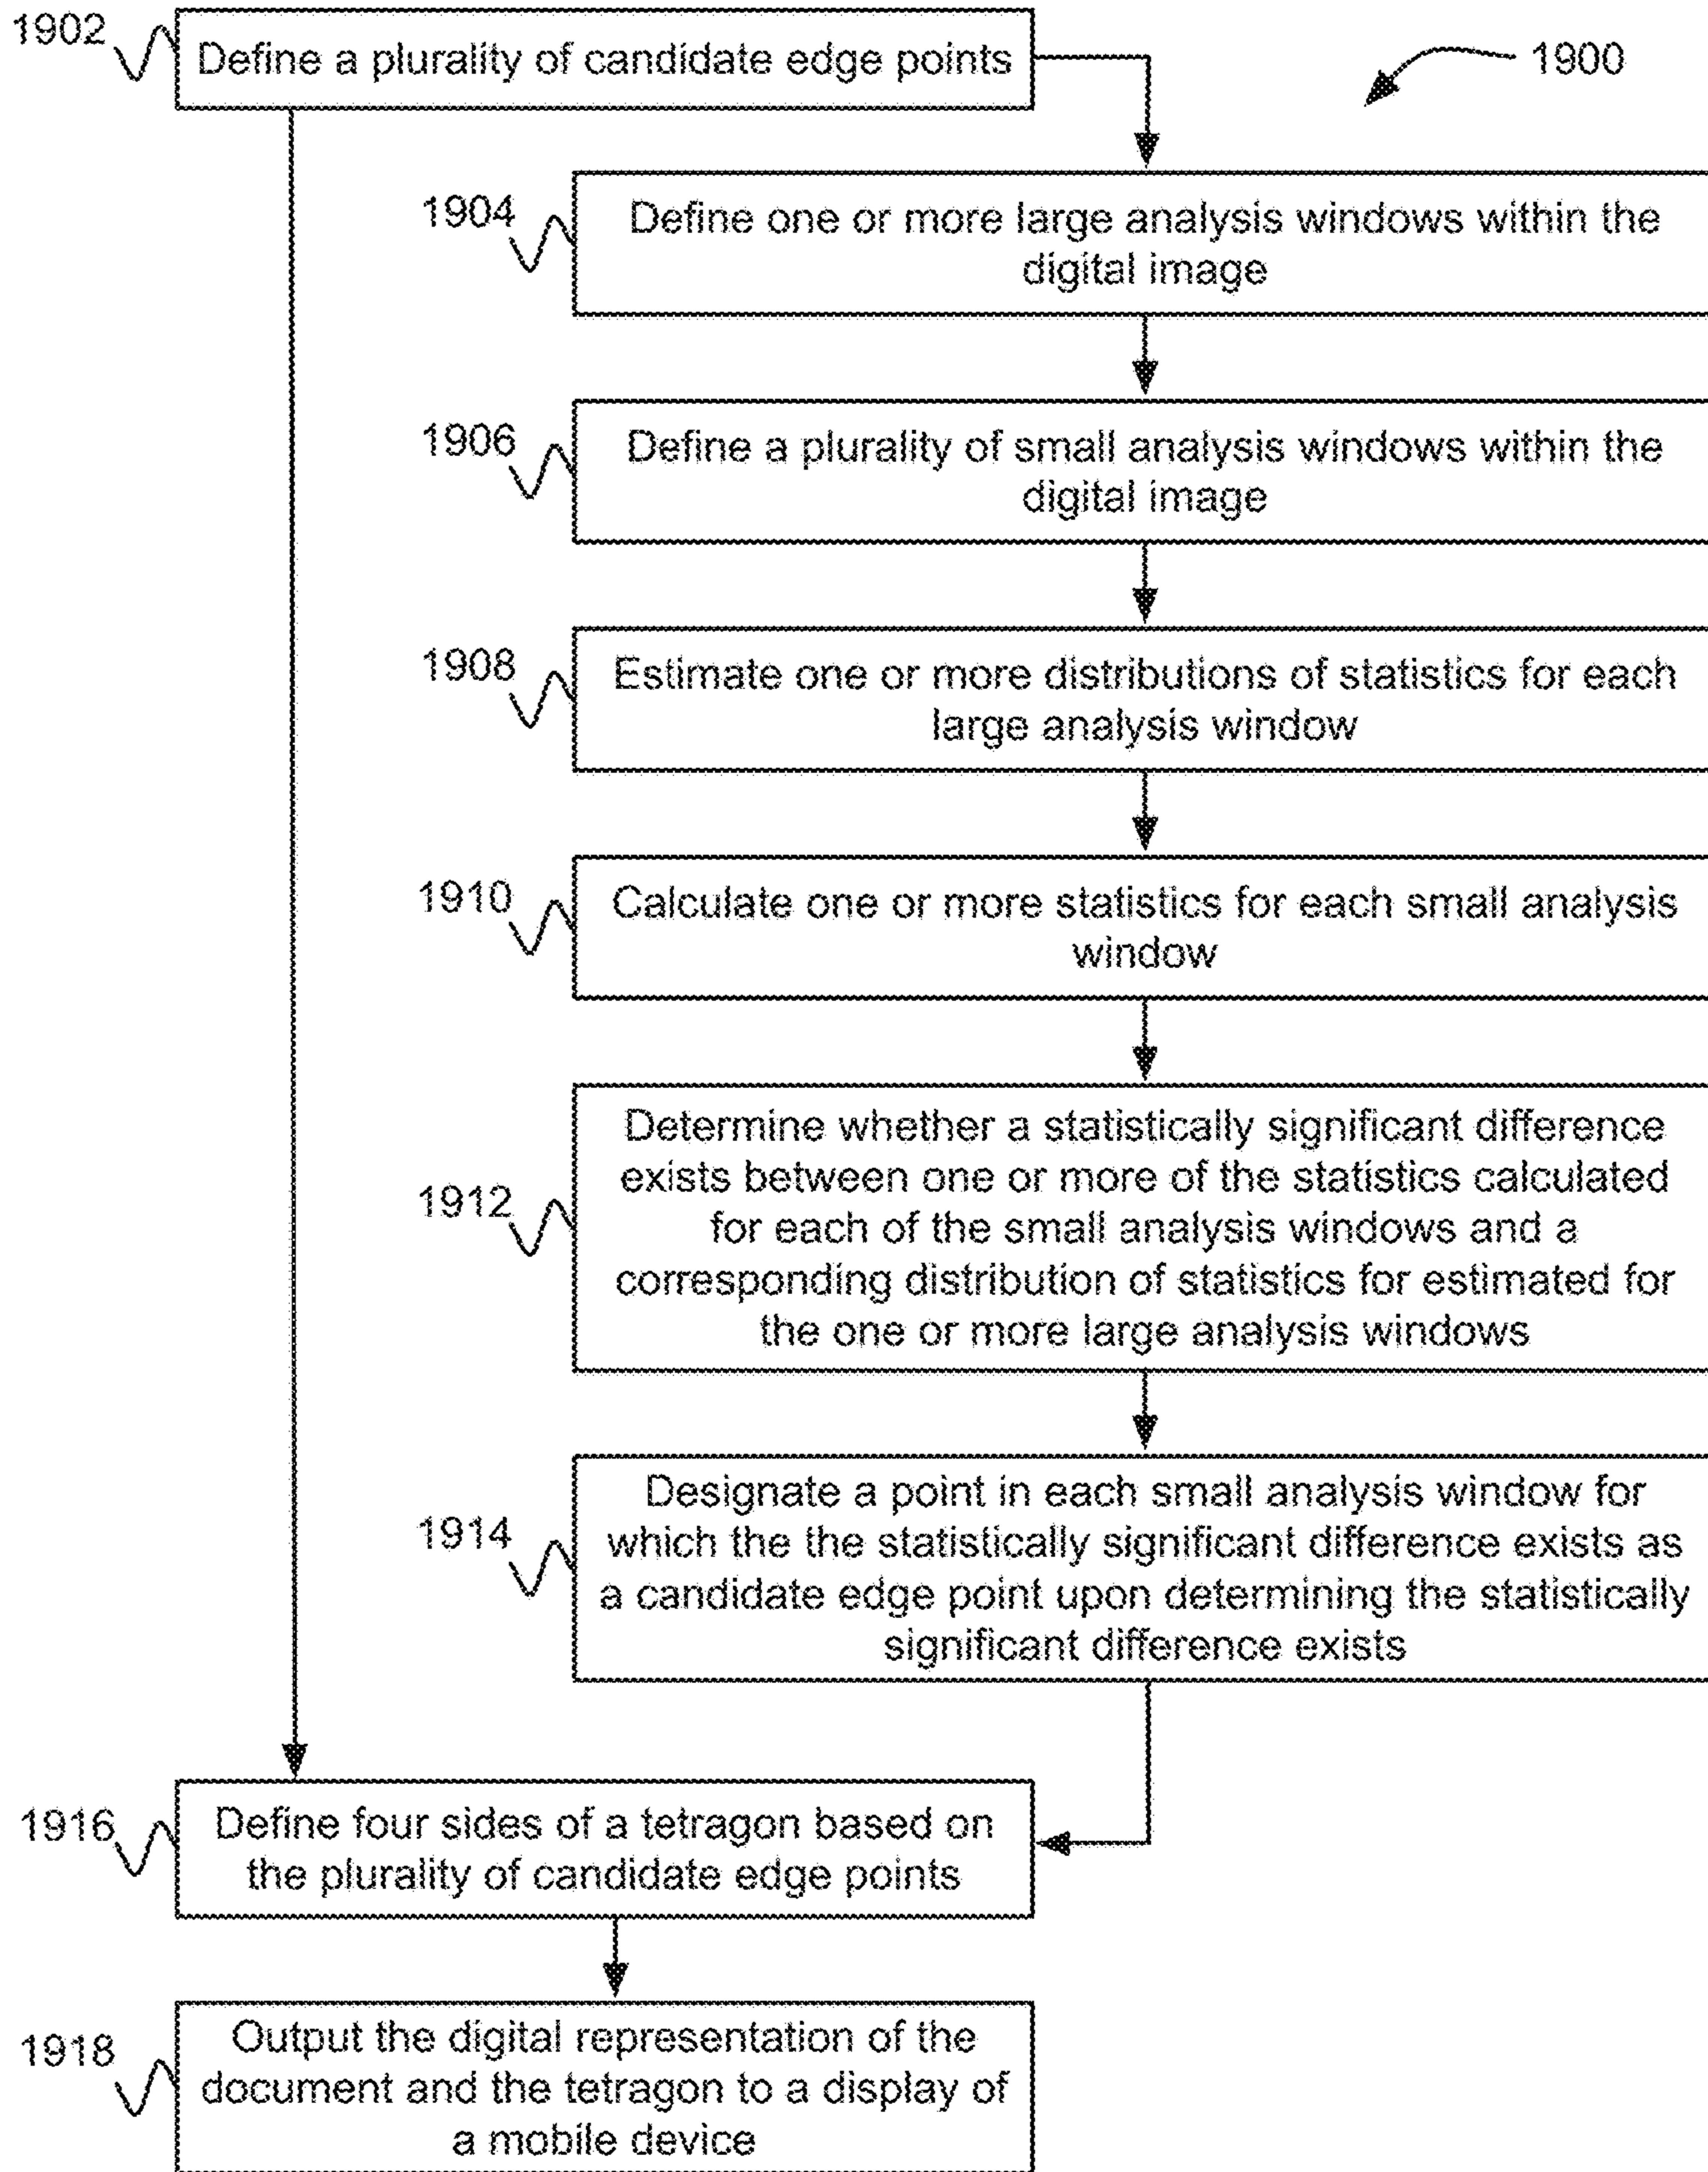 1902
Define a plurality of candidate edge points
1900
1904
Define one or more large analysis windows within the
digital image
1906
Define a plurality of small analysis windows within the
digital image
1908
Estimate one or more distributions of statistics for each
large analysis window
1910
Calculate one or more statistics for each small analysis
window
1912
Determine whether a statistically significant difference
exists between one or more of the statistics calculated
for each of the small analysis windows and a
corresponding distribution of statistics for estimated for
the one or more large analysis windows
1914
Designate a point in each small analysis window for
which the the statistically significant difference exists as
a candidate edge point upon determining the statistically
significant difference exists
1916
Define four sides of a tetragon based on
the plurality of candidate edge points
1918
Output the digital representation of the
document and the tetragon to a display of
a mobile device